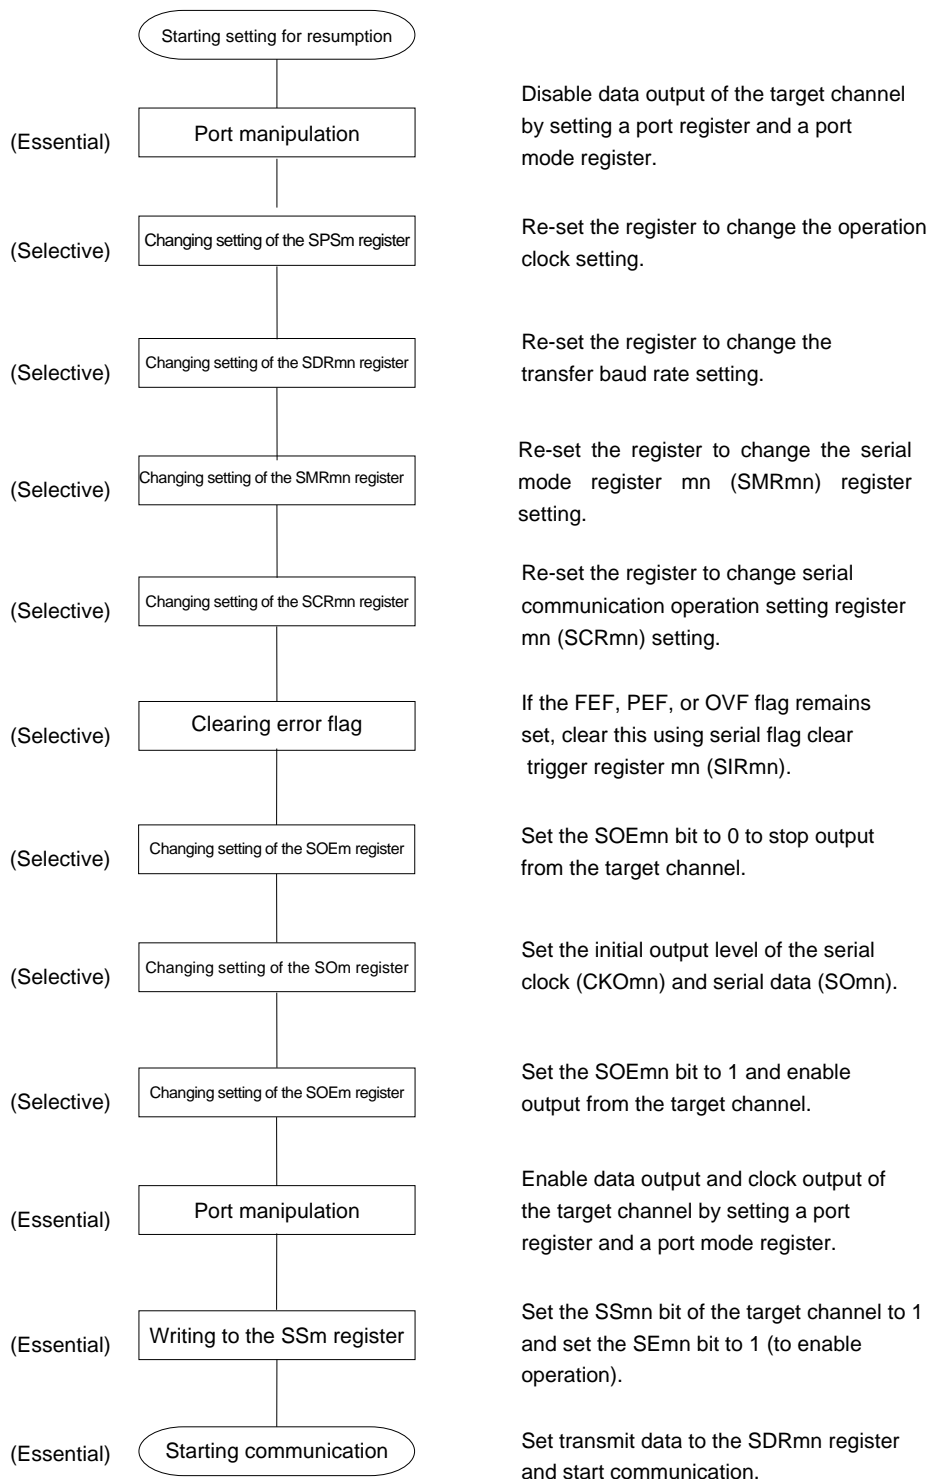 Starting setting for resumption
(Essential)
Port manipulation
Disable data output of the target channel
by setting a port register and a port
mode register.
(Selective)
Changing setting of the SPSm register
Re-set the register to change the operation
clock setting.
(Selective)
Changing setting of the SDRmn register
Re-set the register to change the
transfer baud rate setting.
(Selective)
Changing setting of the SMRmn register
Re-set the register to change the serial
mode register mn (SMRmn) register
setting.
(Selective)
Changing setting of the SCRmn register
Re-set the register to change serial
communication operation setting register
mn (SCRmn) setting.
(Selective)
Clearing error flag
If the FEF, PEF, or OVF flag remains
set, clear this using serial flag clear
trigger register mn (SIRmn).
(Selective)
Changing setting of the SOEm register
Set the SOEmn bit to 0 to stop output
from the target channel.
(Selective)
Changing setting of the SOm register
Set the initial output level of the serial
clock (CKOmn) and serial data (SOmn).
(Selective)
Changing setting of the SOEm register
Set the SOEmn bit to 1 and enable
output from the target channel.
(Essential)
Port manipulation
Enable data output and clock output of
the target channel by setting a port
register and a port mode register.
(Essential)
Writing to the SSm register
Set the SSmn bit of the target channel to 1
and set the SEmn bit to 1 (to enable
operation).
(Essential)
Starting communication
Set transmit data to the SDRmn register
and start communication.